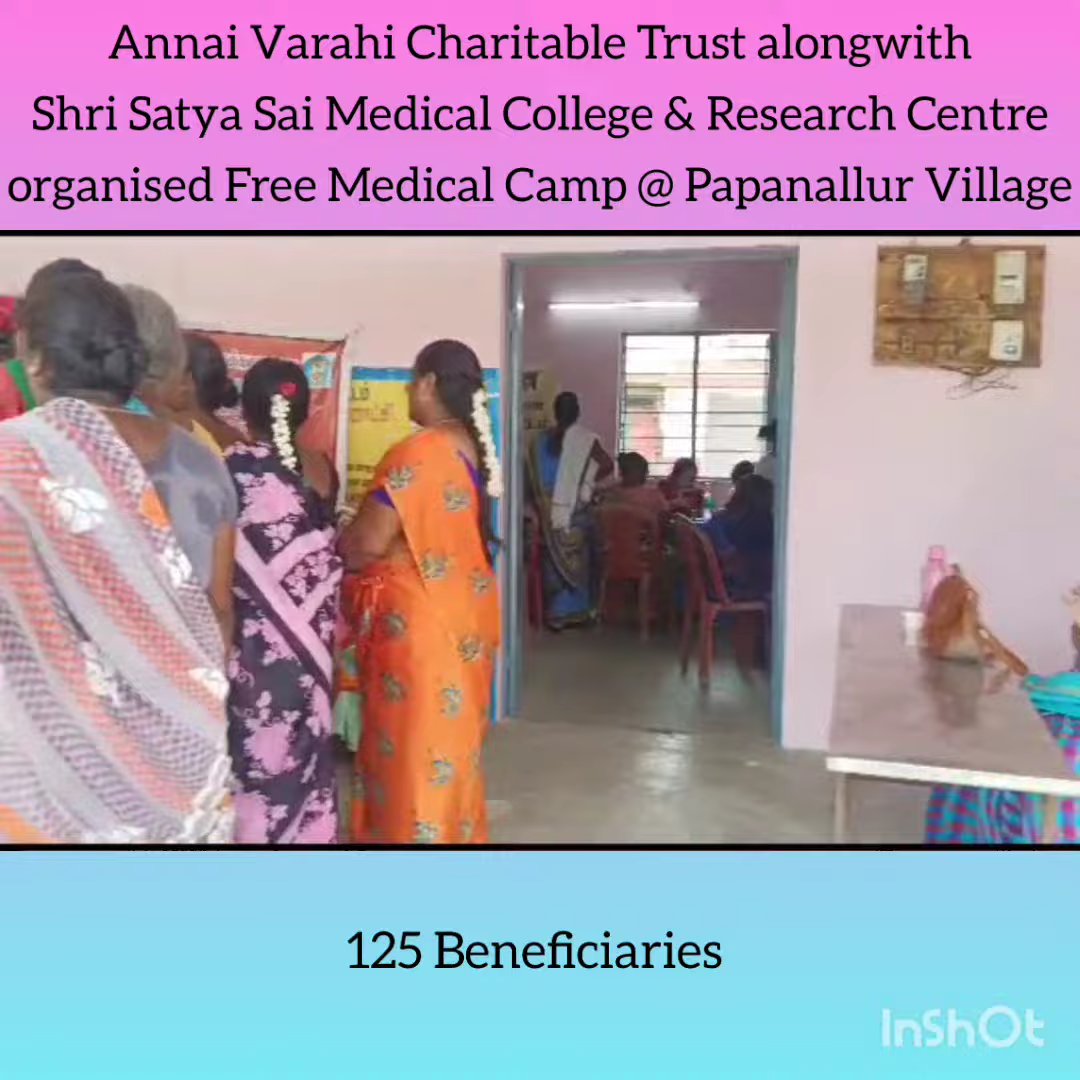 Annai Varahi Charitable Trust alongwith
Shri Satya Sai Medical College & Research Centre
organised Free Medical Camp @ Papanallur Village
125 Beneficiaries
InShOt